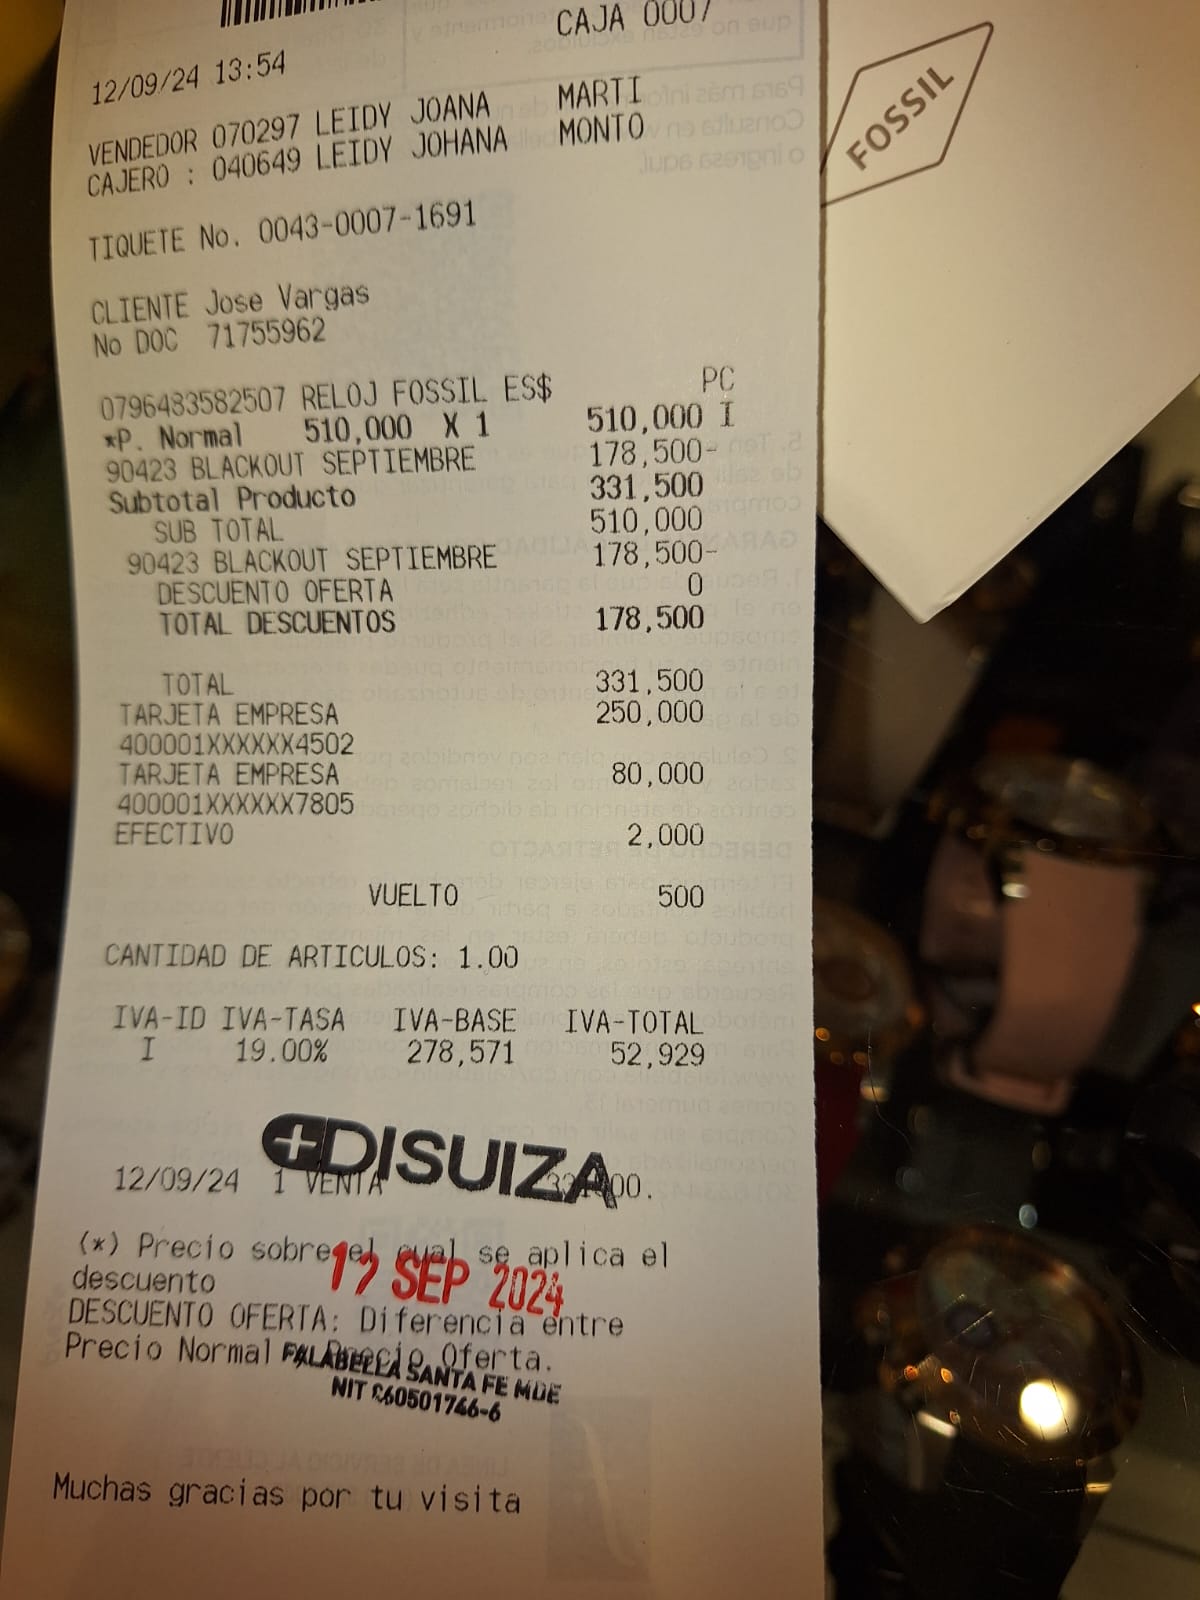 CAJA 0007
12/09/24 13:54
VENDEDOR 070297 LEIDY JOANA MARTI
CAJERO : 040649 LEIDY JOHANA MONTO
TIQUETE No. 0043-0007-1691
CLIENTE Jose Vargas
No DOC 71755962
PC
0796483582507 RELOJ FOSSIL ES$
*P. Normal 510,000 X 1 510,000 I
90423 BLACKOUT SEPTIEMBRE 178,500-
Subtotal Producto 331,500
SUB TOTAL 510,000
90423 BLACKOUT SEPTIEMBRE 178,500-
DESCUENTO OFERTA 0
TOTAL DESCUENTOS 178,500
TOTAL 331,500
TARJETA EMPRESA 250,000
400001XXXXXX4502
TARJETA EMPRESA 80,000
400001XXXXXX7805
EFECTIVO 2,000
VUELTO 500
CANTIDAD DE ARTICULOS: 1.00
IVA-ID IVA-TASA IVA-BASE IVA-TOTAL
I 19.00% 278,571 52,929
DISUIZA
12/09/24 1 VENTA
(*) Precio sobre el cual se aplica el
descuento
SEP 2024
DESCUENTO OFERTA: Diferencia entre
Precio Normal Precio Oferta.
FALABELLA SANTA FE MDE
NIT 60501746-6
Muchas gracias por tu visita
FOSSIL